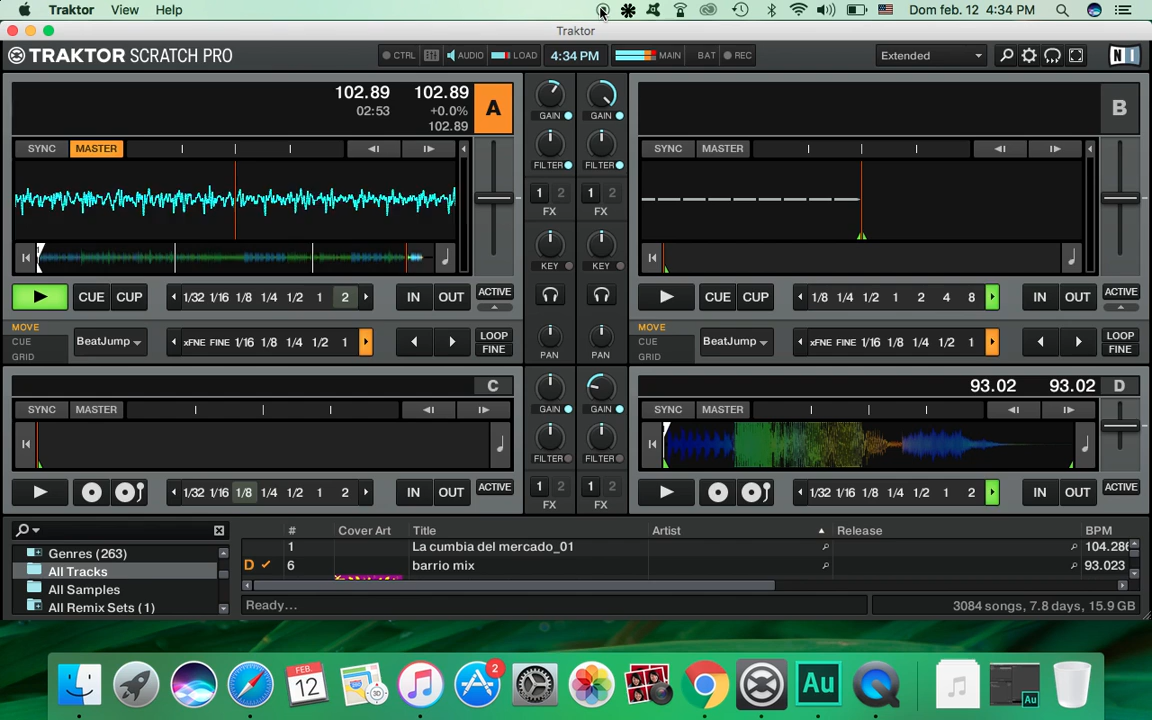 Traktor View Help Dom feb. 12 4:34 PM
Traktor
TRAKTOR SCRATCH PRO CTRL AUDIO LOAD 4:34 PM MAIN BAT REC Extended NI
102.89 102.89 A
02:53 +0.0%
102.89
GAIN GAIN
B
SYNC MASTER
FILTER FILTER
SYNC MASTER
1 2 1 2
FX FX
KEY KEY
CUE CUP 1/32 1/16 1/8 1/4 1/2 1 2 IN OUT ACTIVE
CUE CUP 1/8 1/4 1/2 1 2 4 8 IN OUT ACTIVE
MOVE
CUE
GRID
BeatJump xFNE FINE 1/16 1/8 1/4 1/2 1 LOOP
FINE
PAN PAN
MOVE
CUE
GRID
BeatJump xFNE FINE 1/16 1/8 1/4 1/2 1 LOOP
FINE
C
GAIN GAIN
93.02 93.02 D
SYNC MASTER
SYNC MASTER
FILTER FILTER
1/32 1/16 1/8 1/4 1/2 1 2 IN OUT ACTIVE
1 2 1 2
FX FX
1/32 1/16 1/8 1/4 1/2 1 2 IN OUT ACTIVE
# Cover Art Title Artist Release BPM
Genres (263)
All Tracks
All Samples
All Remix Sets (1)
1 La cumbia del mercado_01 104.286
D 6 barrio mix 93.023
Ready... 3084 songs, 7.8 days, 15.9 GB
FEB.
12
3D
2
Au
Au